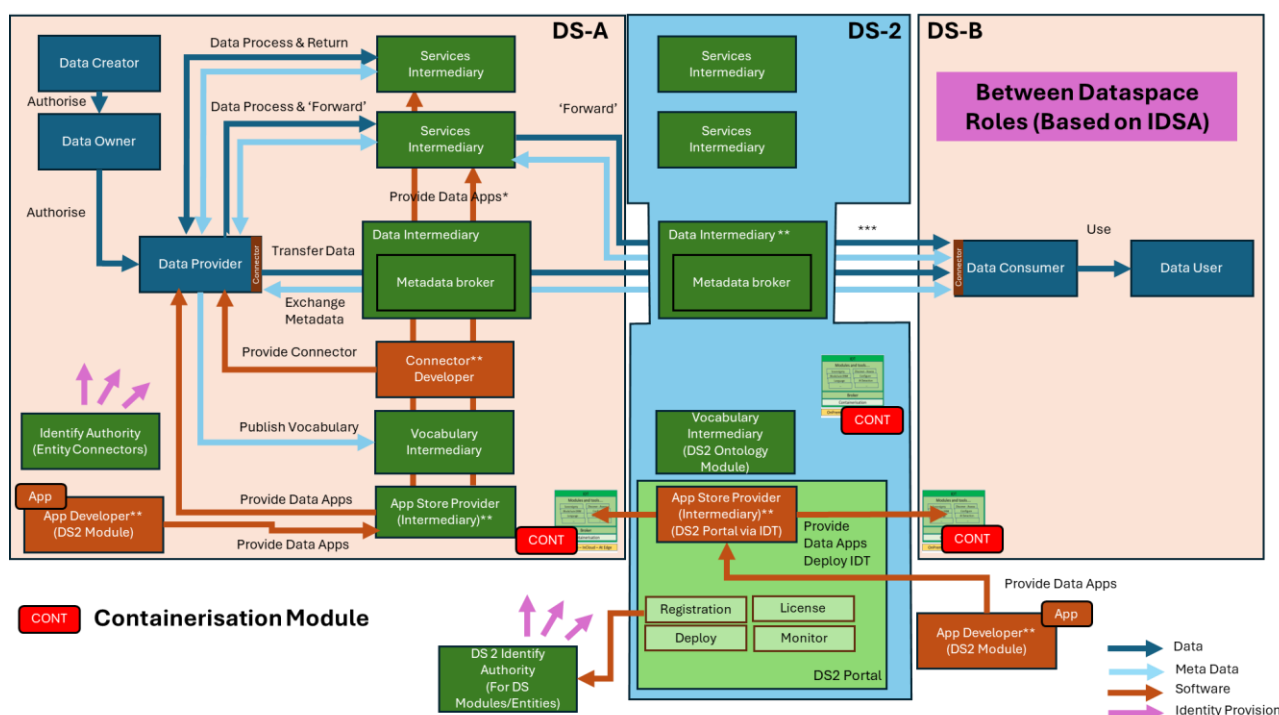 DS-A
DS-2
DS-B
Data Creator
Authorise
Data Owner
Authorise
Data Process & Return
Services
Intermediary
Data Process & 'Forward'
Services
Intermediary
'Forward'
Provide Data Apps*
Data Provider
Connector
Transfer Data
Exchange
Metadata
Data Intermediary
Metadata broker
Provide Connector
Connector**
Developer
Identify Authority
(Entity Connectors)
Publish Vocabulary
Vocabulary
Intermediary
App
App Developer**
(DS2 Module)
Provide Data Apps
Provide Data Apps
App Store Provider
(Intermediary)**
CONT
Services
Intermediary
Services
Intermediary
Data Intermediary **
Metadata broker
CONT
Vocabulary
Intermediary
(DS2 Ontology
Module)
App Store Provider
(Intermediary)**
(DS2 Portal via IDT)
Provide
Data Apps
Deploy IDT
Registration
License
Deploy
Monitor
DS2 Portal
Between Dataspace
Roles (Based on IDSA)
***
Connector
Data Consumer
Use
Data User
CONT
Provide Data Apps
App
App Developer**
(DS2 Module)
CONT
Containerisation Module
DS 2 Identify
Authority
(For DS
Modules/Entities)
Data
Meta Data
Software
Identity Provision